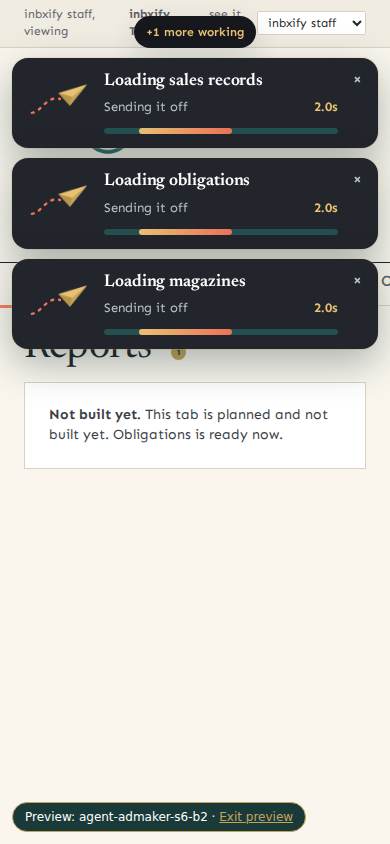 inbxify staff,
viewing
inbxify
see it
inbxify staff
+1 more working
Loading sales records
×
Sending it off
2.0s
Loading obligations
×
Sending it off
2.0s
Loading magazines
×
Sending it off
2.0s
Reports
Not built yet. This tab is planned and not
built yet. Obligations is ready now.
Preview: agent-admaker-s6-b2 · Exit preview